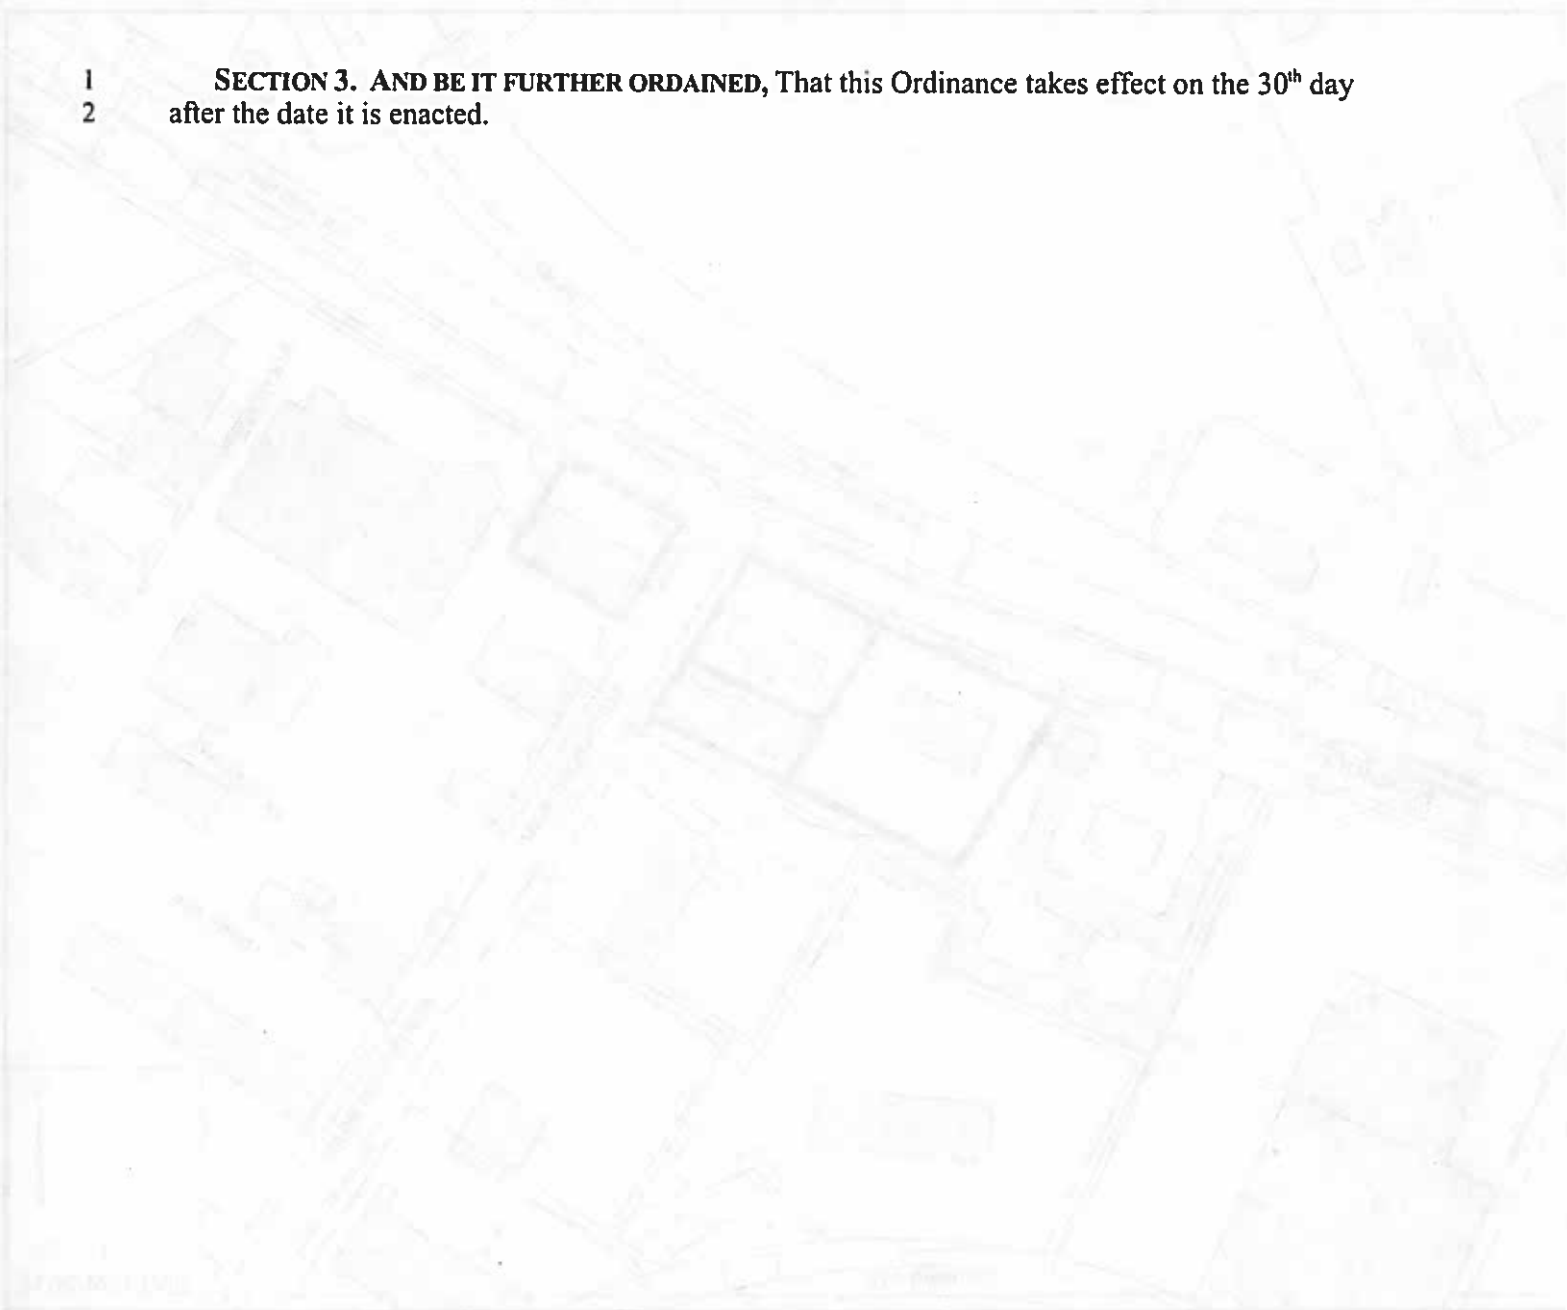 1 SECTION 3. AND BE IT FURTHER ORDAINED, That this Ordinance takes effect on the 30th day
2 after the date it is enacted.